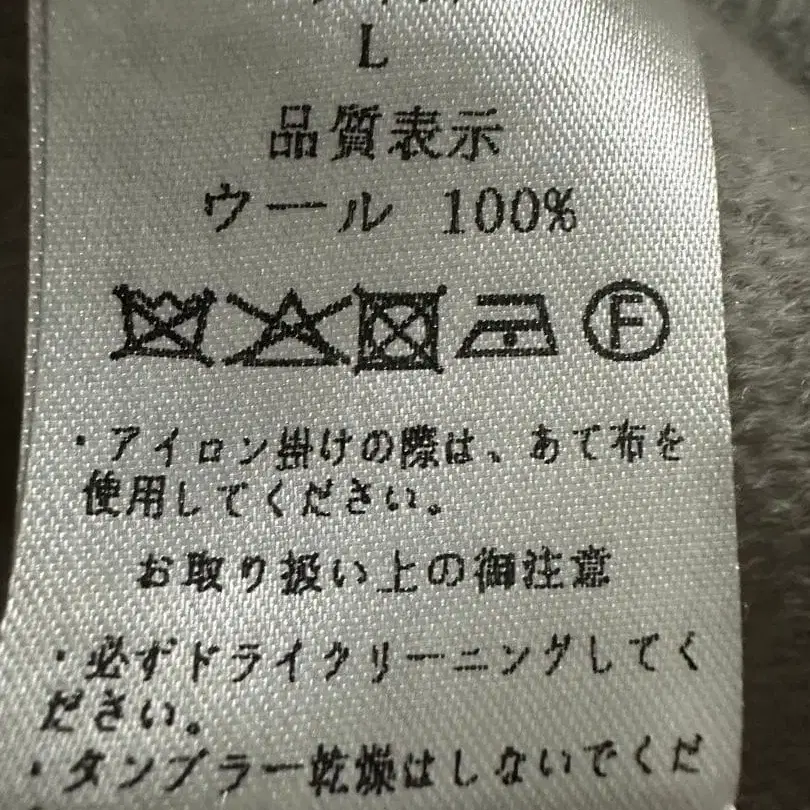 L
品質表示
ウール 100%
F
・アイロン掛けの際は、あて布を
使用してください。
お取り扱い上の御注意
・必ずドライクリーニングしてく
ださい。
・タンブラー乾燥はしないでくだ